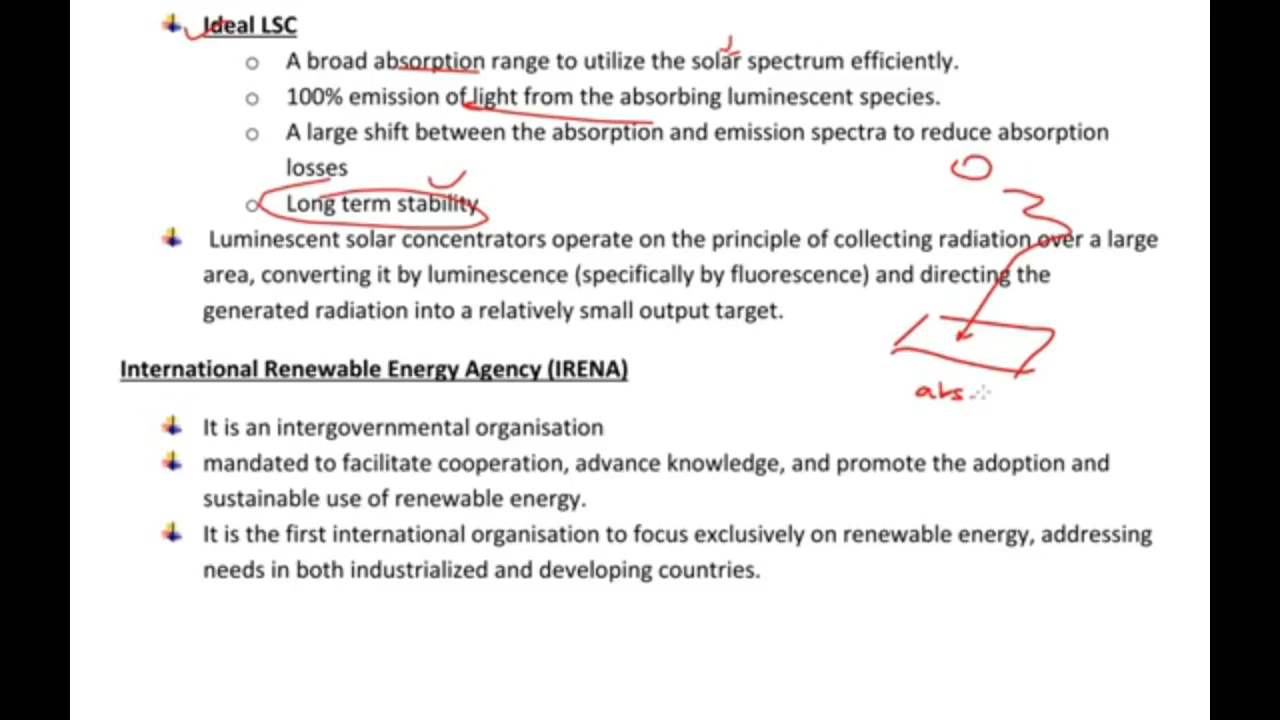 Ideal LSC
A broad absorption range to utilize the solar spectrum efficiently.
100% emission of light from the absorbing luminescent species.
A large shift between the absorption and emission spectra to reduce absorption
losses
Long term stability
Luminescent solar concentrators operate on the principle of collecting radiation over a large
area, converting it by luminescence (specifically by fluorescence) and directing the
generated radiation into a relatively small output target.
International Renewable Energy Agency (IRENA)
abs
It is an intergovernmental organisation
mandated to facilitate cooperation, advance knowledge, and promote the adoption and
sustainable use of renewable energy.
It is the first international organisation to focus exclusively on renewable energy, addressing
needs in both industrialized and developing countries.